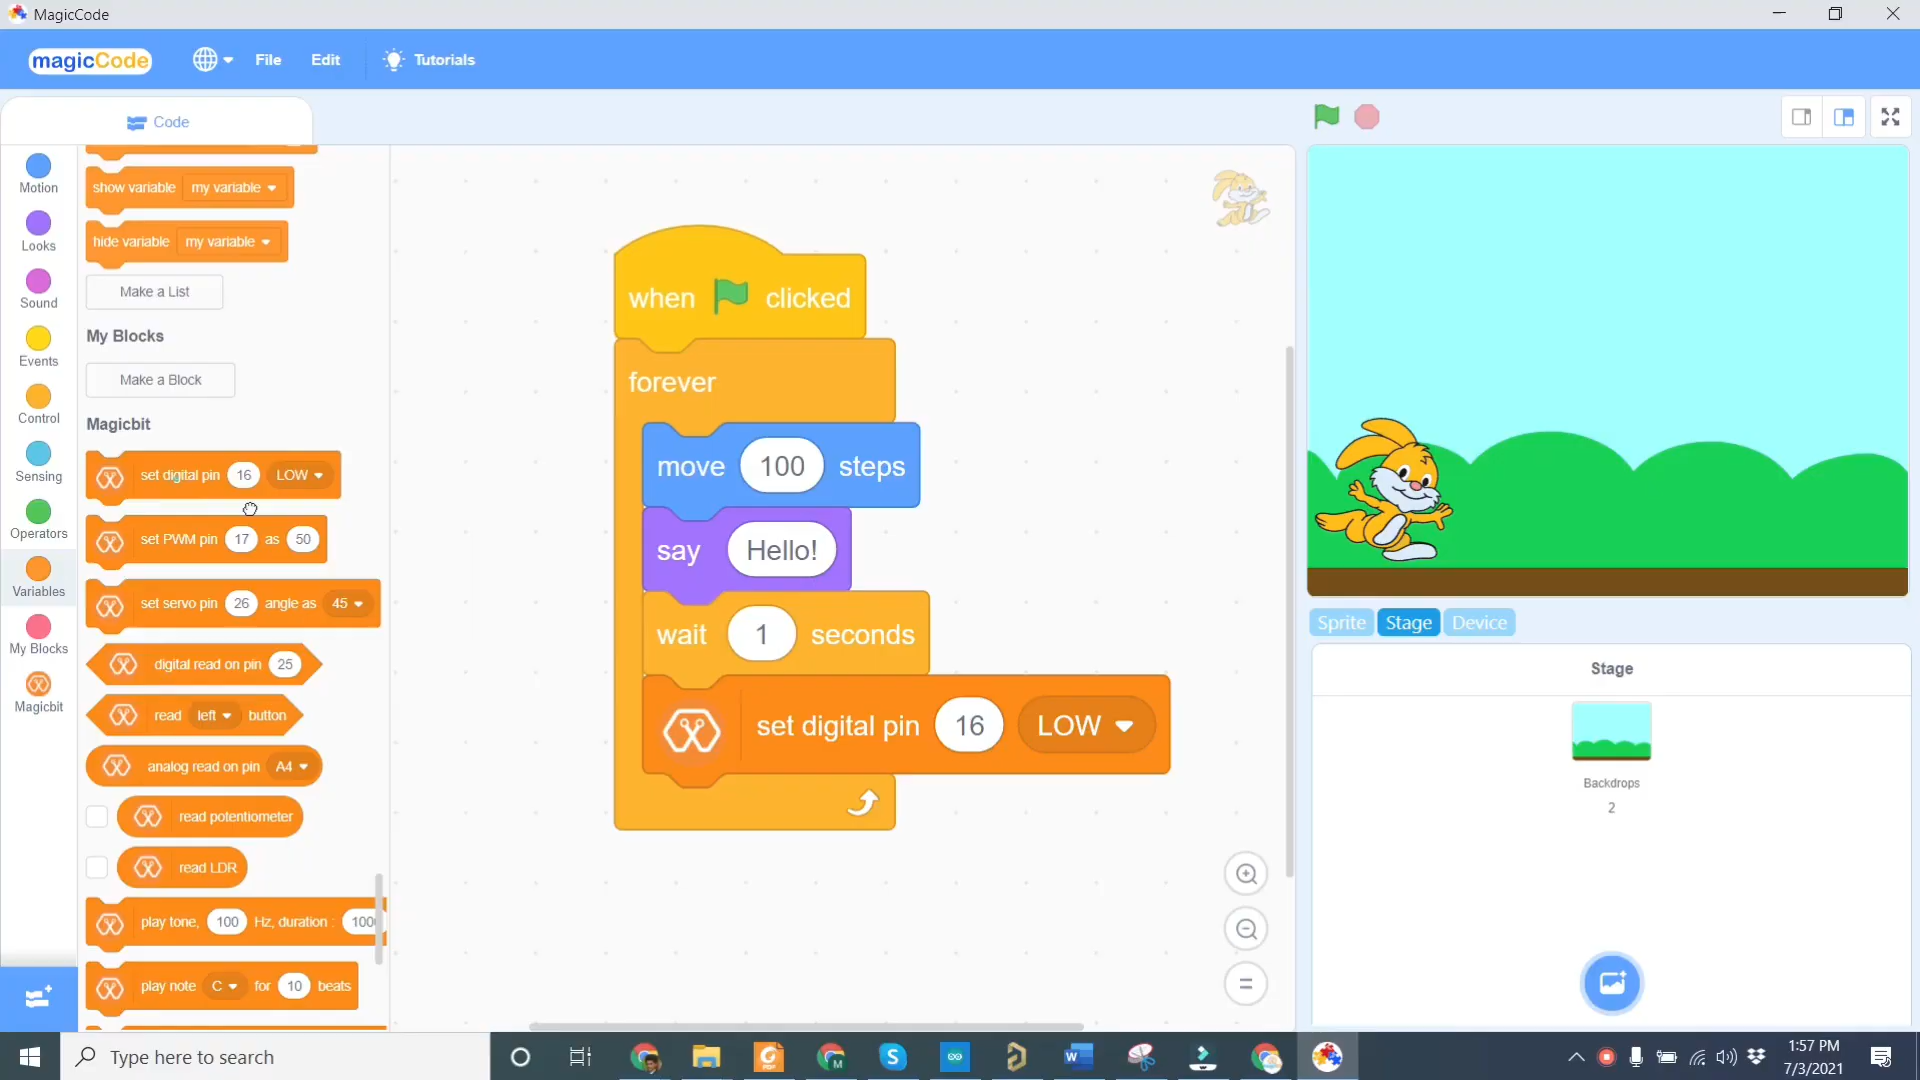 MagicCode
magicCode
File
Edit
Tutorials
Code
Motion
Looks
Sound
Events
Control
Sensing
Operators
Variables
My Blocks
Magicbit
show variable my variable
hide variable my variable
Make a List
My Blocks
Make a Block
Magicbit
set digital pin 16 LOW
set PWM pin 17 as 50
set servo pin 26 angle as 45
digital read on pin 25
read left button
analog read on pin A4
read potentiometer
read LDR
play tone, 100 Hz, duration : 100
play note C for 10 beats
when clicked
forever
move 100 steps
say Hello!
wait 1 seconds
set digital pin 16 LOW
Sprite Stage Device
Stage
Backdrops
2
Type here to search
1:57 PM
7/3/2021